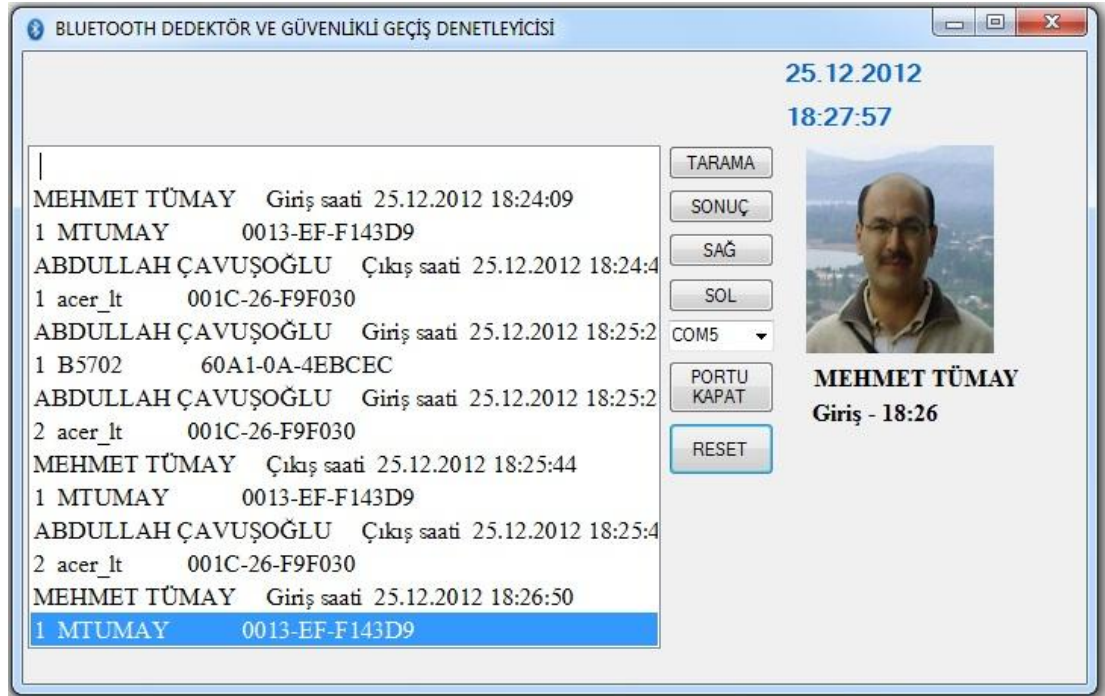 BLUETOOTH DEDEKTÖR VE GÜVENLİKLİ GEÇİŞ DENETLEYİCİSİ
25.12.2012
18:27:57
MEHMET TÜMAY Giriş saati 25.12.2012 18:24:09
1 MTUMAY 0013-EF-F143D9
ABDULLAH ÇAVUŞOĞLU Çıkış saati 25.12.2012 18:24:4
1 acer_lt 001C-26-F9F030
ABDULLAH ÇAVUŞOĞLU Giriş saati 25.12.2012 18:25:2
1 B5702 60A1-0A-4EBCEC
ABDULLAH ÇAVUŞOĞLU Giriş saati 25.12.2012 18:25:2
2 acer_lt 001C-26-F9F030
MEHMET TÜMAY Çıkış saati 25.12.2012 18:25:44
1 MTUMAY 0013-EF-F143D9
ABDULLAH ÇAVUŞOĞLU Çıkış saati 25.12.2012 18:25:4
2 acer_lt 001C-26-F9F030
MEHMET TÜMAY Giriş saati 25.12.2012 18:26:50
1 MTUMAY 0013-EF-F143D9
TARAMA
SONUÇ
SAĞ
SOL
COM5
PORTU
KAPAT
RESET
MEHMET TÜMAY
Giriş - 18:26